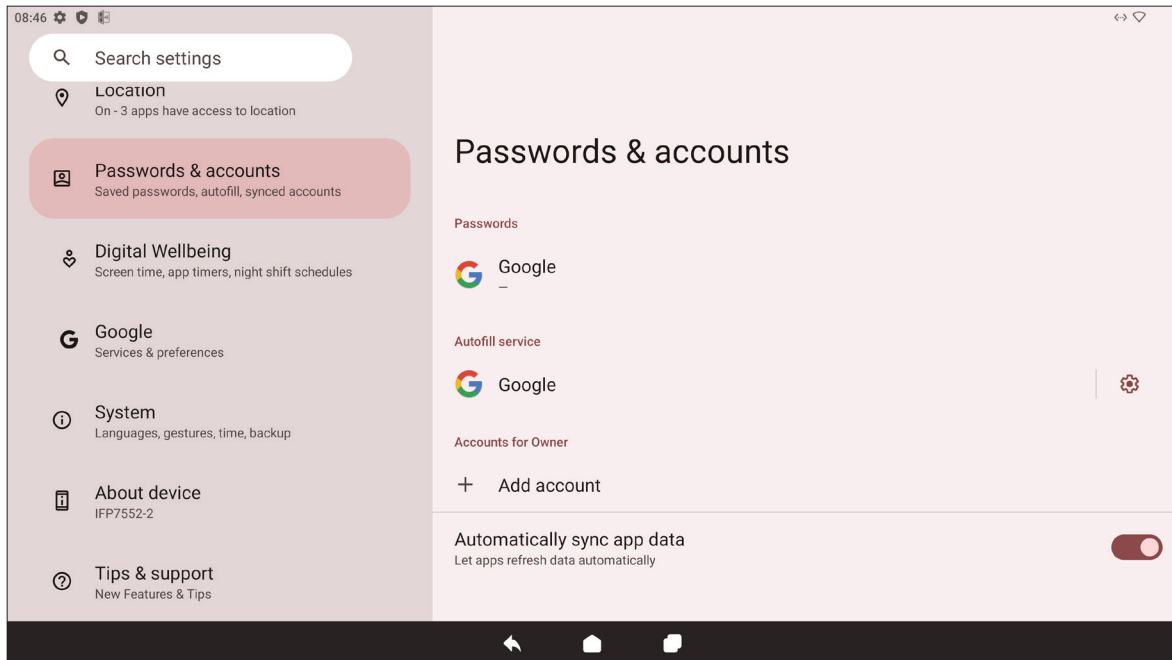 08:46
Search settings
Location
On - 3 apps have access to location
Passwords & accounts
Saved passwords, autofill, synced accounts
Digital Wellbeing
Screen time, app timers, night shift schedules
Google
Services & preferences
System
Languages, gestures, time, backup
About device
IFP7552-2
Tips & support
New Features & Tips
Passwords & accounts
Passwords
Google
–
Autofill service
Google
Accounts for Owner
+ Add account
Automatically sync app data
Let apps refresh data automatically